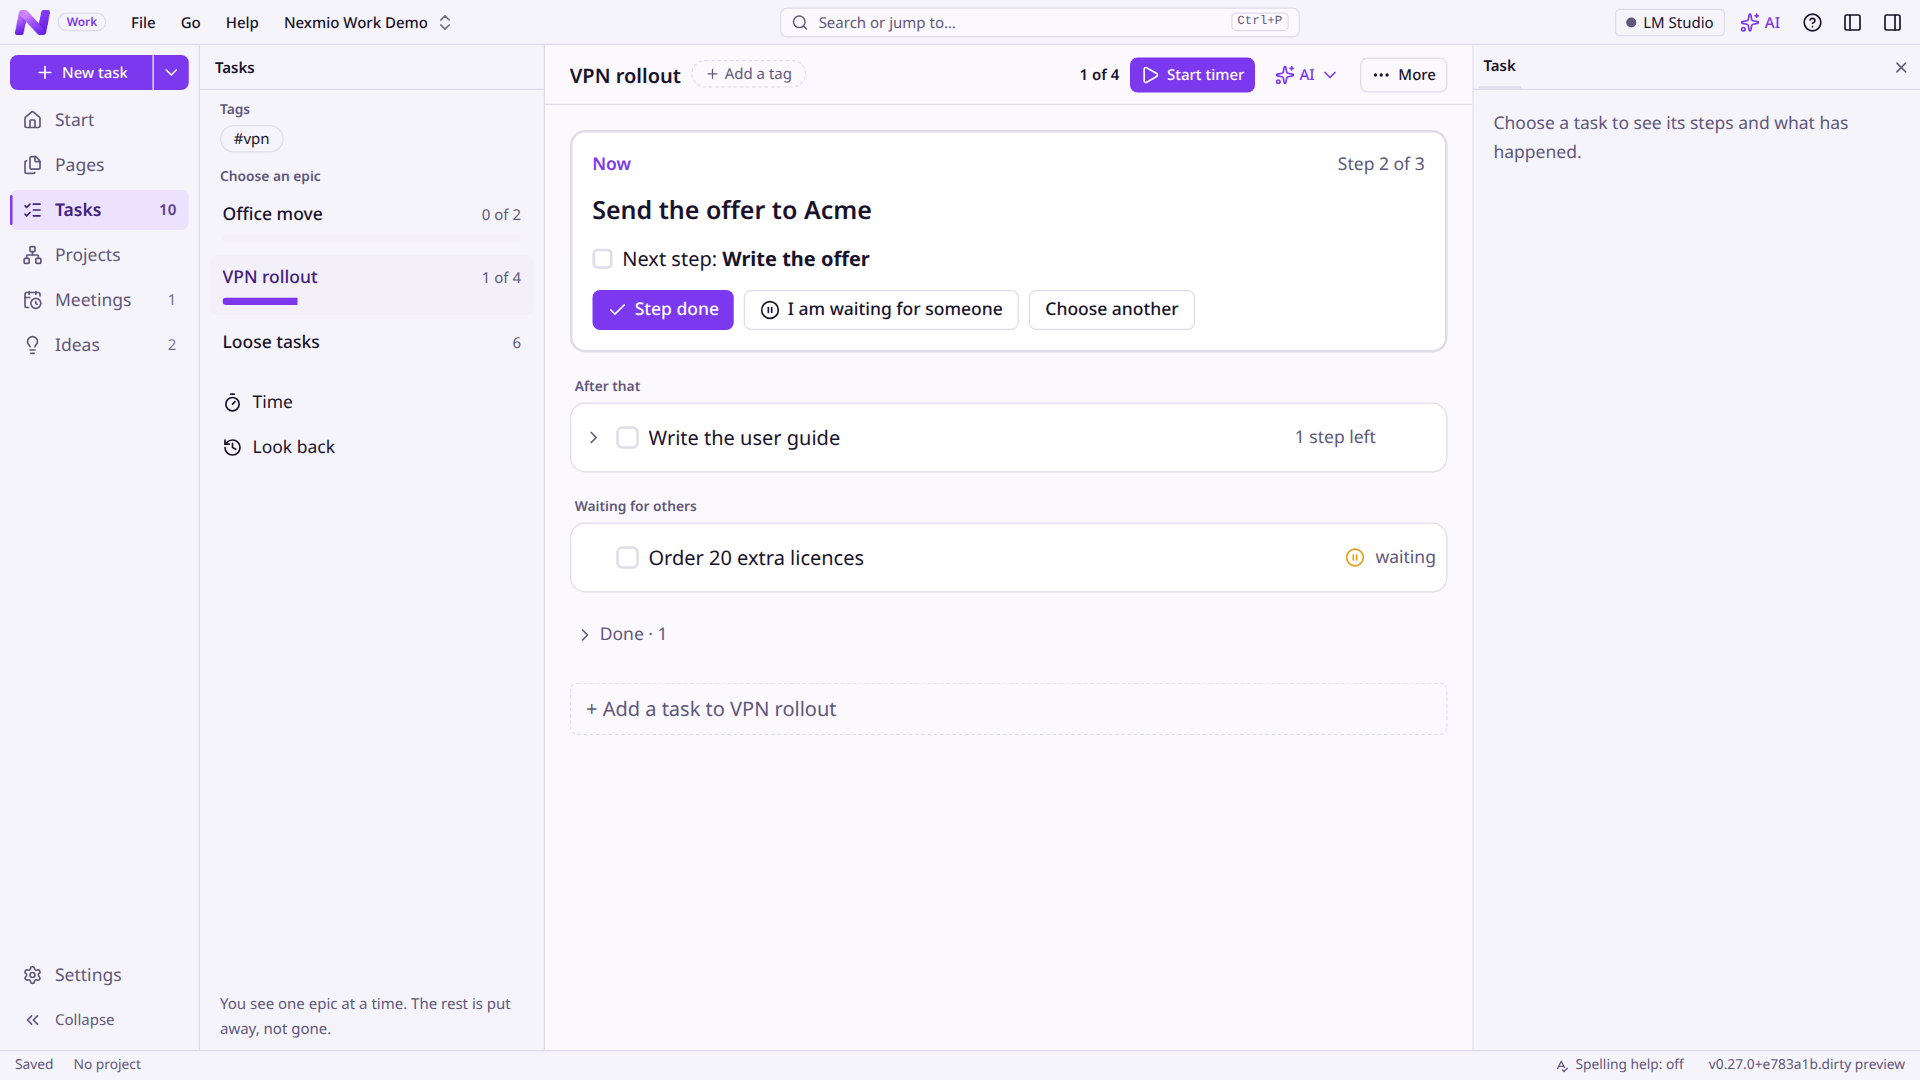 Work
File
Go
Help
Nexmio Work Demo
Search or jump to...
Ctrl+P
LM Studio
AI
New task
Start
Pages
Tasks
10
Projects
Meetings
1
Ideas
2
Settings
Collapse
Tasks
Tags
#vpn
Choose an epic
Office move
0 of 2
VPN rollout
1 of 4
Loose tasks
6
Time
Look back
You see one epic at a time. The rest is put
away, not gone.
VPN rollout
+ Add a tag
1 of 4
Start timer
AI
More
Now
Step 2 of 3
Send the offer to Acme
Next step: Write the offer
Step done
I am waiting for someone
Choose another
After that
Write the user guide
1 step left
Waiting for others
Order 20 extra licences
waiting
Done · 1
+ Add a task to VPN rollout
Task
Choose a task to see its steps and what has
happened.
Saved
No project
Spelling help: off
v0.27.0+e783a1b.dirty preview